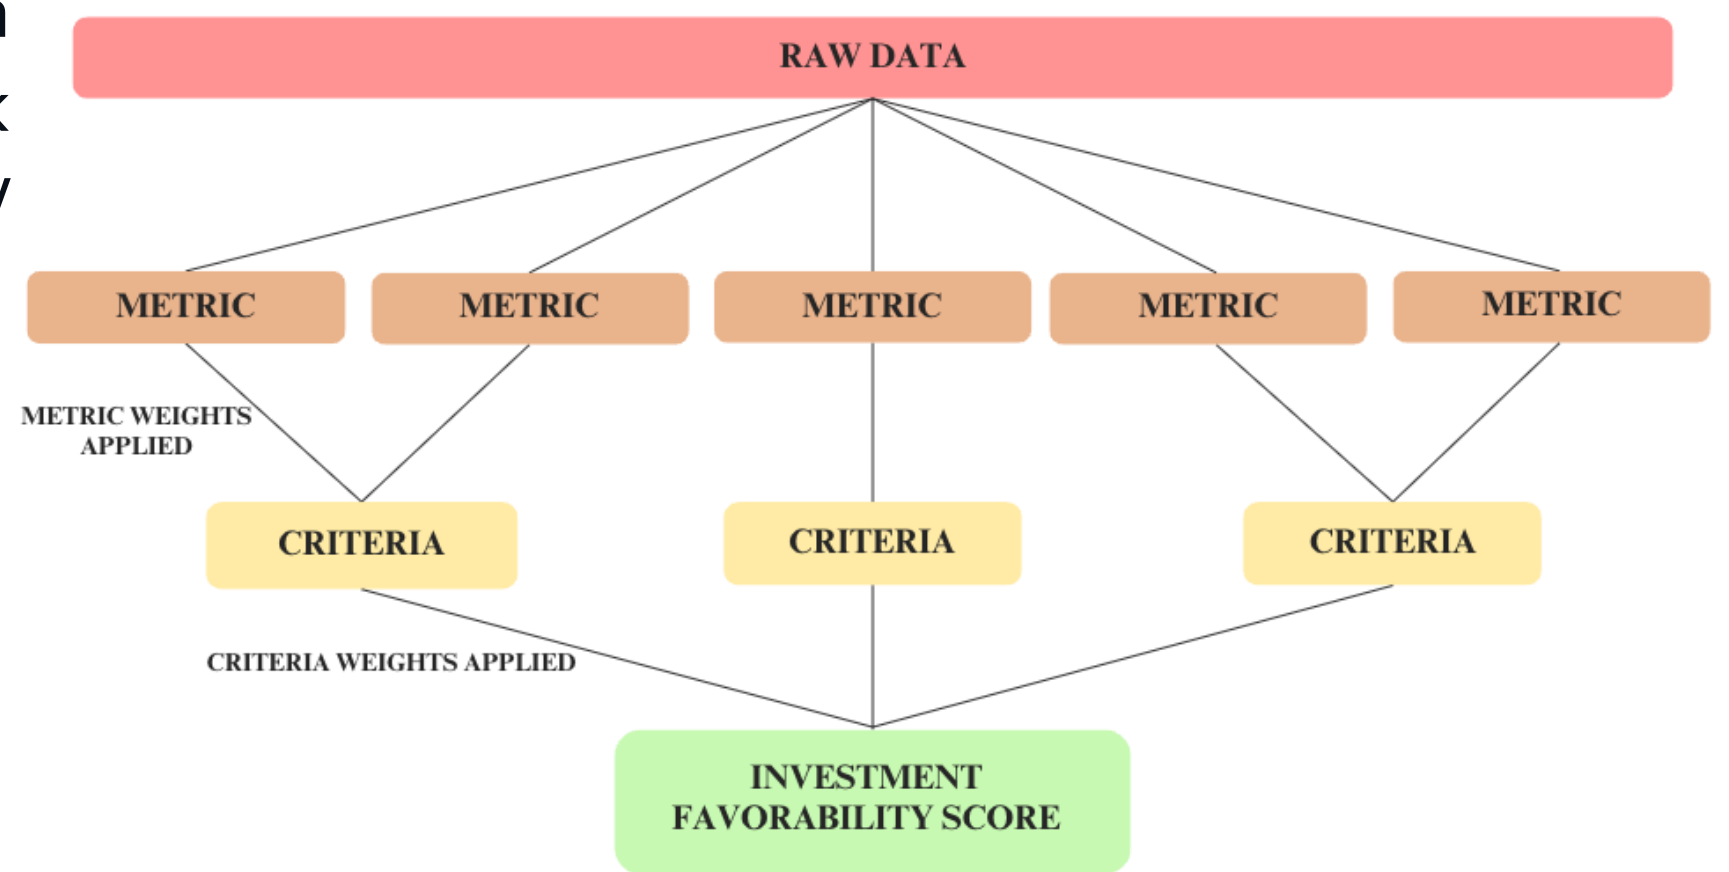 RAW DATA
METRIC
METRIC
METRIC
METRIC
METRIC
METRIC WEIGHTS
APPLIED
CRITERIA
CRITERIA
CRITERIA
CRITERIA WEIGHTS APPLIED
INVESTMENT
FAVORABILITY SCORE